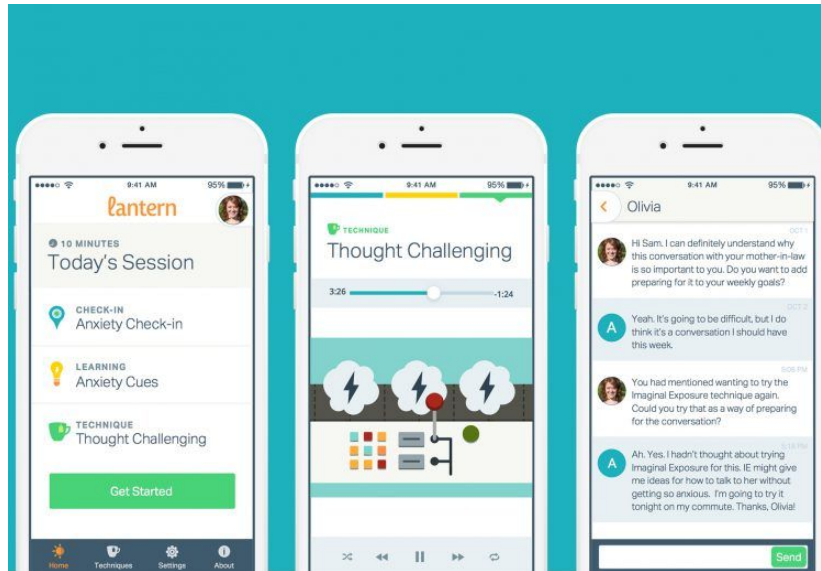 9:41 AM
95%
Lantern
10 MINUTES
Today's Session
CHECK-IN
Anxiety Check-in
LEARNING
Anxiety Cues
TECHNIQUE
Thought Challenging
Get Started
Home
Techniques
Settings
About
9:41 AM
95%
TECHNIQUE
Thought Challenging
3:26
-1:24
9:41 AM
95%
Olivia
OCT 1
Hi Sam. I can definitely understand why
this conversation with your mother-in-law
is so important to you. Do you want to add
preparing for it to your weekly goals?
OCT 2
A
Yeah. It's going to be difficult, but I do
think it's a conversation I should have
this week.
You had mentioned wanting to try the
Imaginal Exposure technique again.
Could you try that as a way of preparing
for the conversation?
A
Ah. Yes. I hadn't thought about trying
Imaginal Exposure for this. IE might give
me ideas for how to talk to her without
getting so anxious. I'm going to try it
tonight on my commute. Thanks, Olivia!
Send